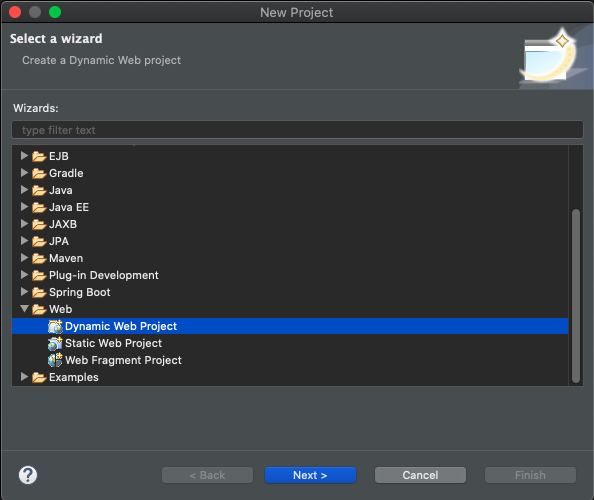 New Project
Select a wizard
Create a Dynamic Web project
Wizards:
type filter text
EJB
Gradle
Java
Java EE
JAXB
JPA
Maven
Plug-in Development
Spring Boot
Web
Dynamic Web Project
Static Web Project
Web Fragment Project
Examples
?
< Back
Next >
Cancel
Finish